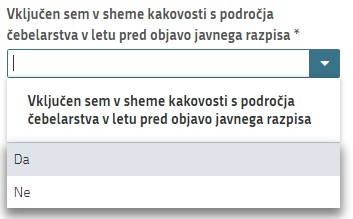 Vključen sem v sheme kakovosti s področja
čebelarstva v letu pred objavo javnega razpisa *
Vključen sem v sheme kakovosti s področja
čebelarstva v letu pred objavo javnega razpisa
Da
Ne